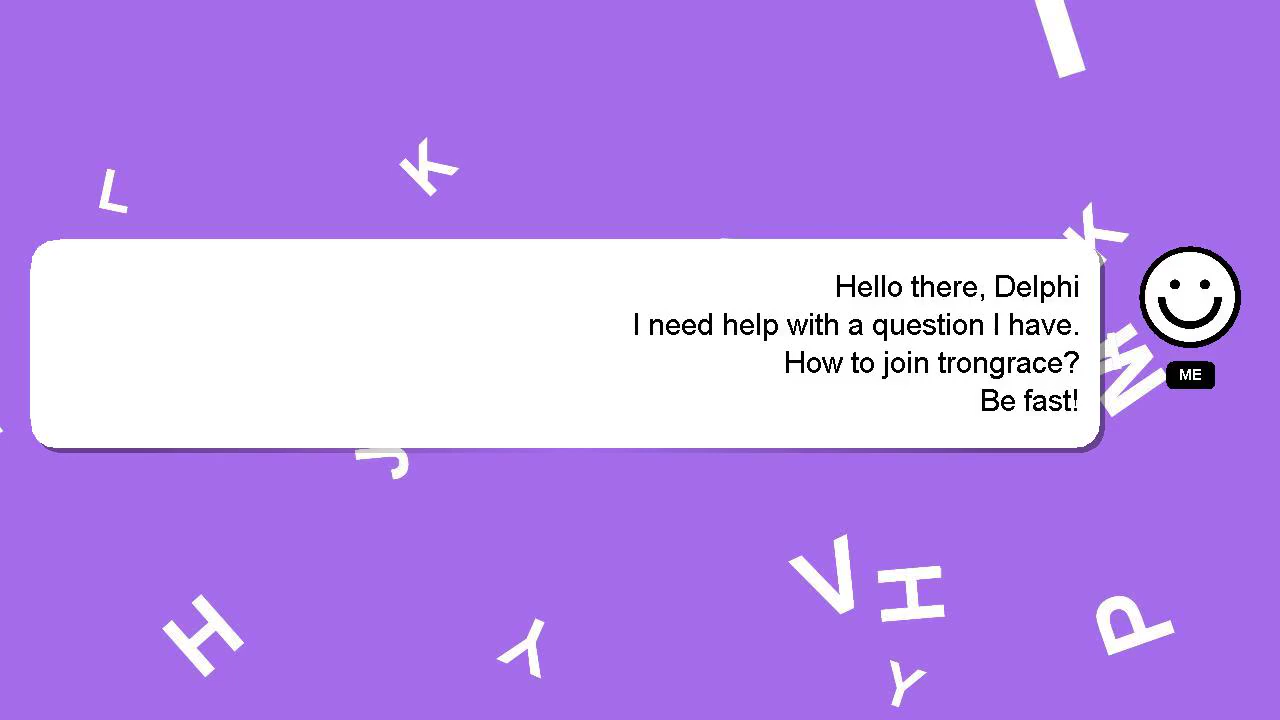 I
L
K
K
Hello there, Delphi
I need help with a question I have.
How to join trongrace?
Be fast!
ME
M
J
V
H
H
P
Y
Y